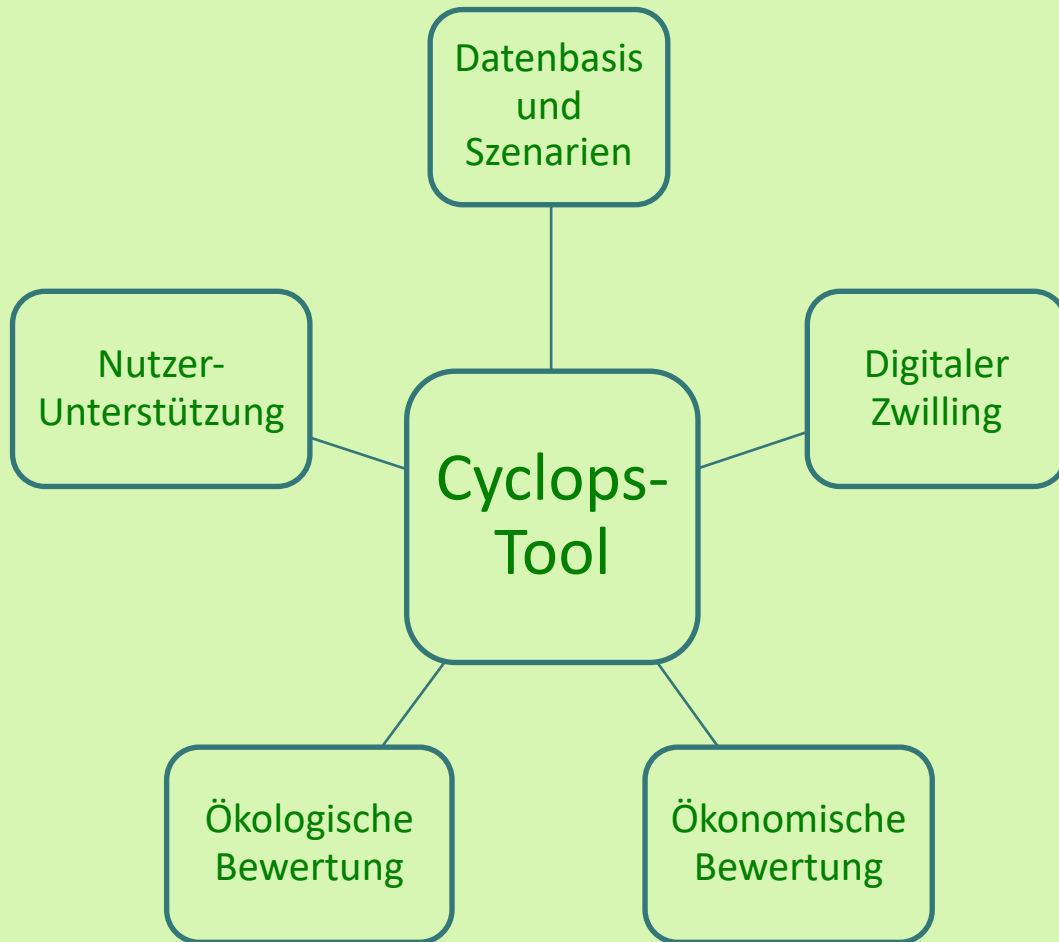 Datenbasis
und
Szenarien
Nutzer-
Unterstützung
Digitaler
Zwilling
Cyclops-
Tool
Ökologische
Bewertung
Ökonomische
Bewertung